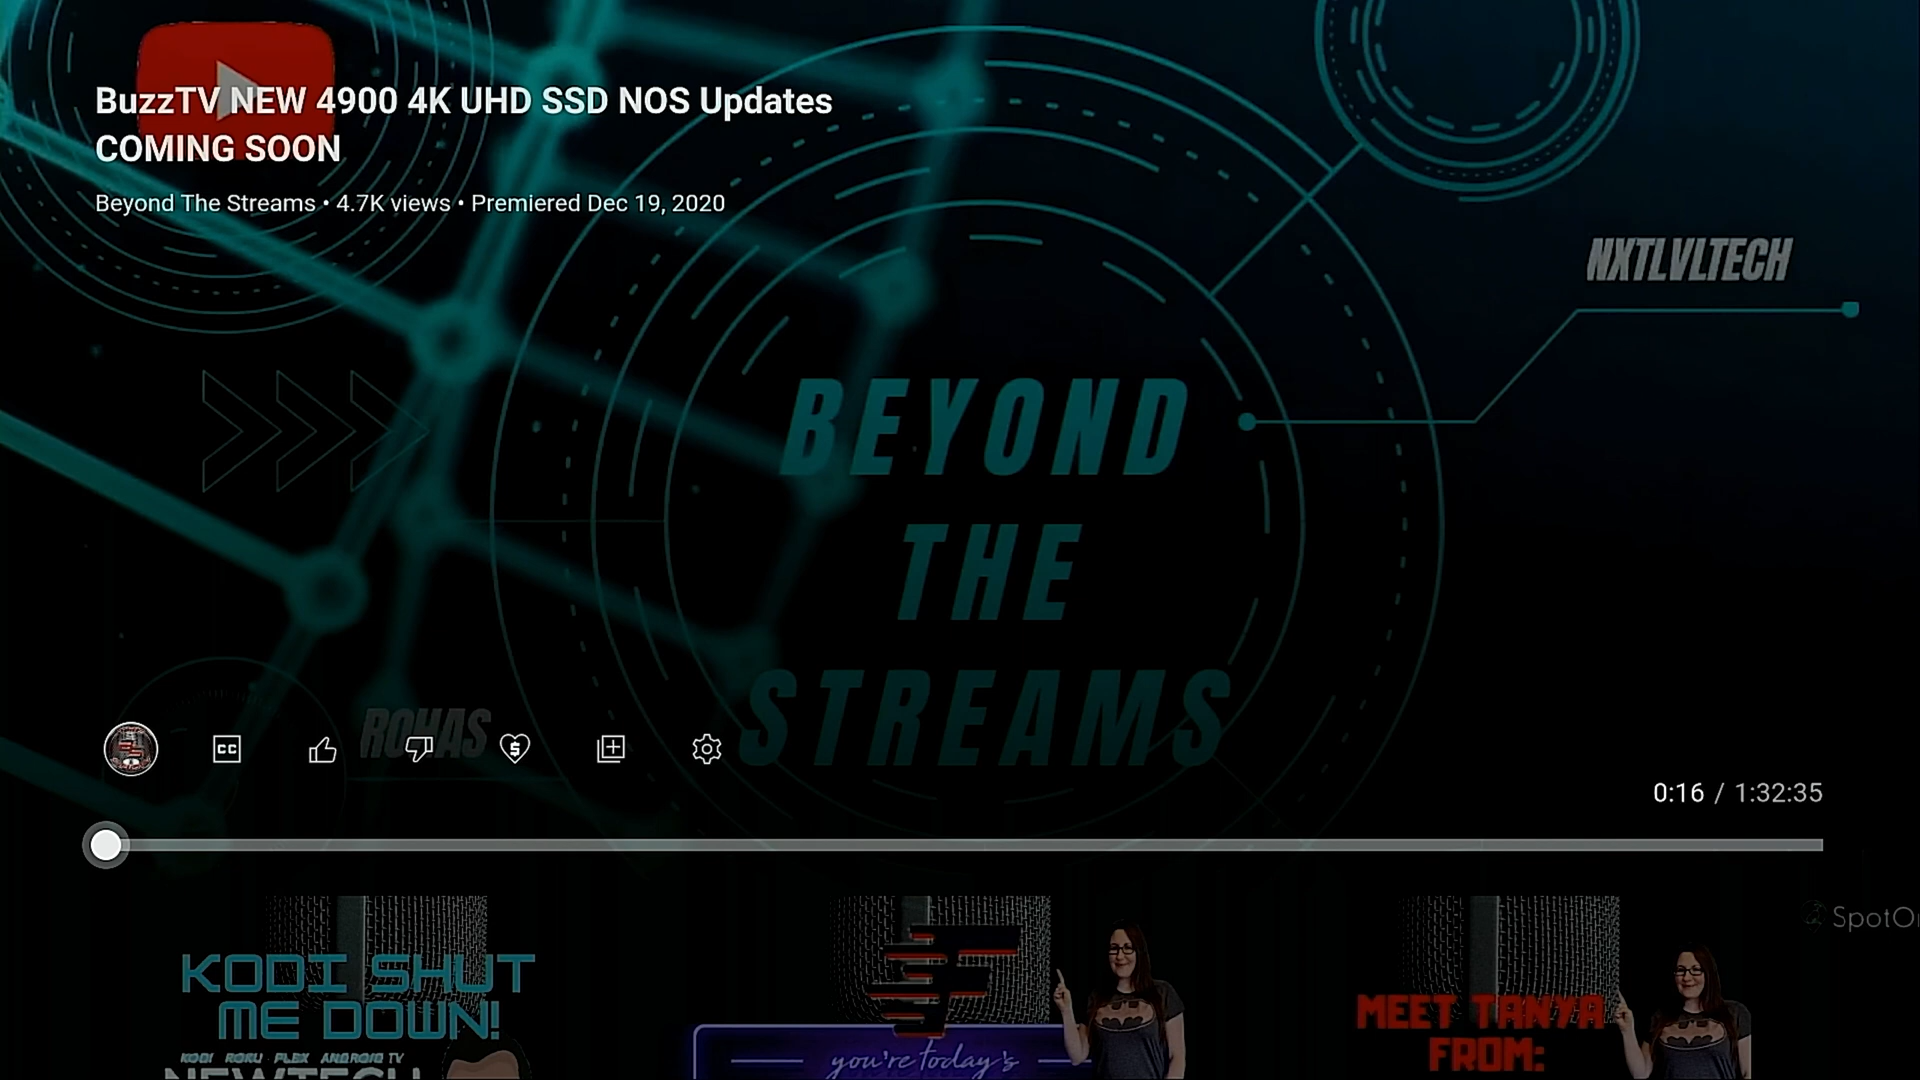 BuzzTV NEW 4900 4K UHD SSD NOS Updates
COMING SOON
Beyond The Streams • 4.7K views • Premiered Dec 19, 2020
NXTLVLTECH
BEYOND
THE
STREAMS
ROHAS
CC
0:16 / 1:32:35
KODI SHUT
ME DOWN!
KODI ROKU PLEX ANDROID TV
NEWTECH
you're today's
MEET TANYA
FROM: